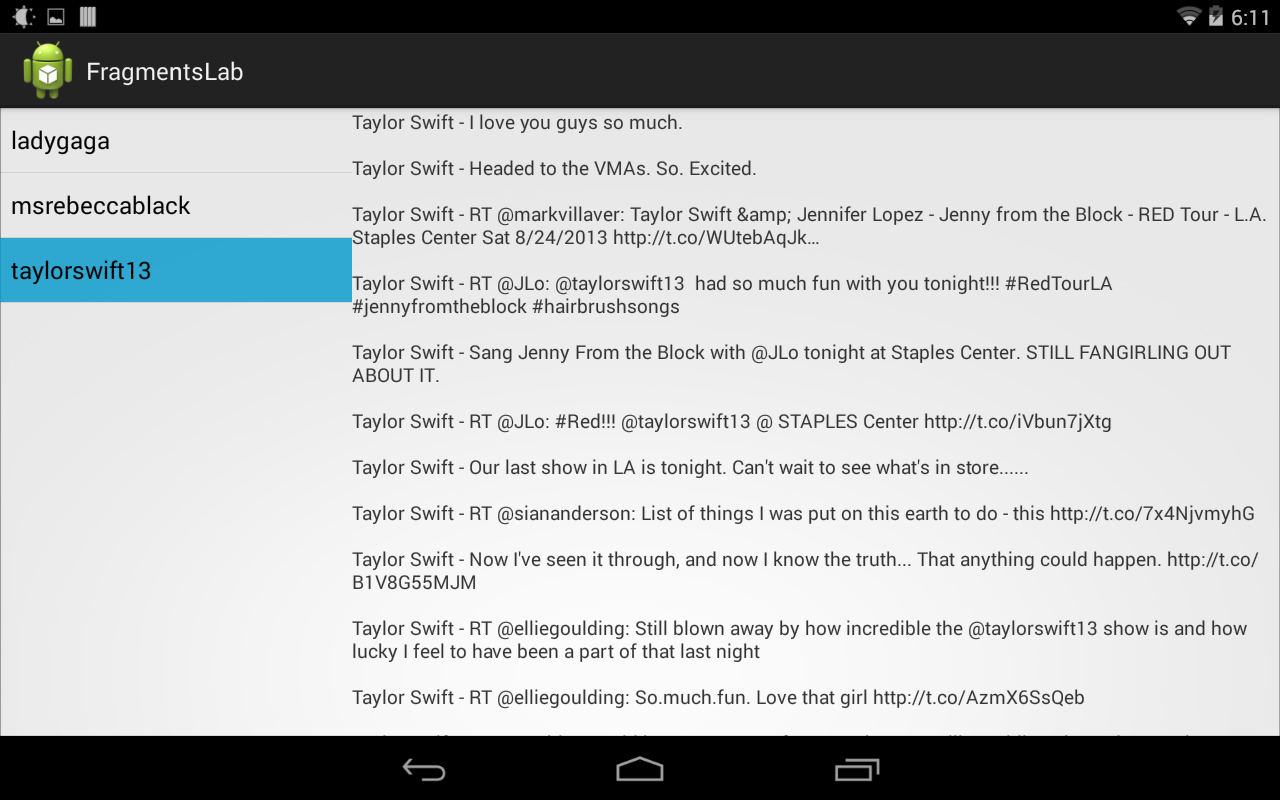 6:11
FragmentsLab
ladygaga
msrebeccablack
taylorswift13
Taylor Swift - I love you guys so much.
Taylor Swift - Headed to the VMAs. So. Excited.
Taylor Swift - RT @markvillaver: Taylor Swift &amp; Jennifer Lopez - Jenny from the Block - RED Tour - L.A.
Staples Center Sat 8/24/2013 http://t.co/WUtebAqJk…
Taylor Swift - RT @JLo: @taylorswift13  had so much fun with you tonight!!! #RedTourLA
#jennyfromtheblock #hairbrushsongs
Taylor Swift - Sang Jenny From the Block with @JLo tonight at Staples Center. STILL FANGIRLING OUT
ABOUT IT.
Taylor Swift - RT @JLo: #Red!!! @taylorswift13 @ STAPLES Center http://t.co/iVbun7jXtg
Taylor Swift - Our last show in LA is tonight. Can't wait to see what's in store......
Taylor Swift - RT @siananderson: List of things I was put on this earth to do - this http://t.co/7x4NjvmyhG
Taylor Swift - Now I've seen it through, and now I know the truth... That anything could happen. http://t.co/
B1V8G55MJM
Taylor Swift - RT @elliegoulding: Still blown away by how incredible the @taylorswift13 show is and how
lucky I feel to have been a part of that last night
Taylor Swift - RT @elliegoulding: So.much.fun. Love that girl http://t.co/AzmX6SsQeb